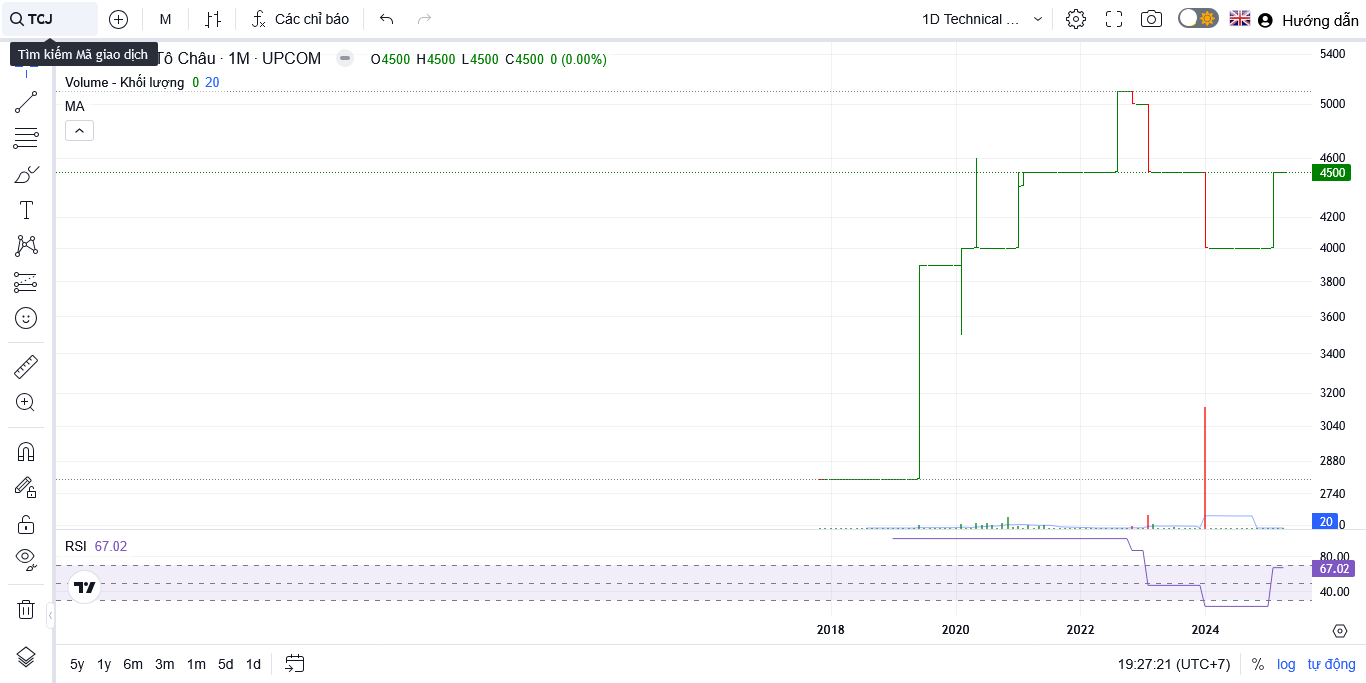 TCJ
M
Các chỉ báo
1D Technical ...
Hướng dẫn
Tìm kiếm Mã giao dịch
Tô Châu · 1M · UPCOM
O4500 H4500 L4500 C4500 0 (0.00%)
Volume - Khối lượng 0 20
MA
5400
5000
4600
4500
4200
4000
3800
3600
3400
3200
3040
2880
2740
20
RSI 67.02
80.00
67.02
40.00
2018 2020 2022 2024
5y 1y 6m 3m 1m 5d 1d
19:27:21 (UTC+7) % log tự động